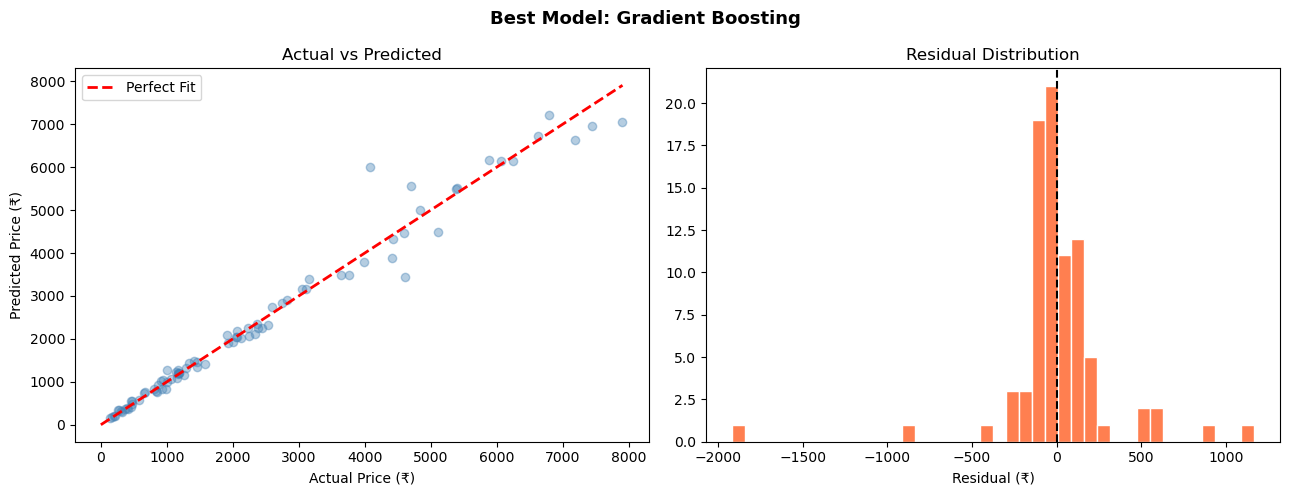 Best Model: Gradient Boosting
Actual vs Predicted
Perfect Fit
8000
7000
6000
5000
4000
3000
2000
1000
0
Predicted Price (₹)
0 1000 2000 3000 4000 5000 6000 7000 8000
Actual Price (₹)
Residual Distribution
20.0
17.5
15.0
12.5
10.0
7.5
5.0
2.5
0.0
−2000 −1500 −1000 −500 0 500 1000
Residual (₹)